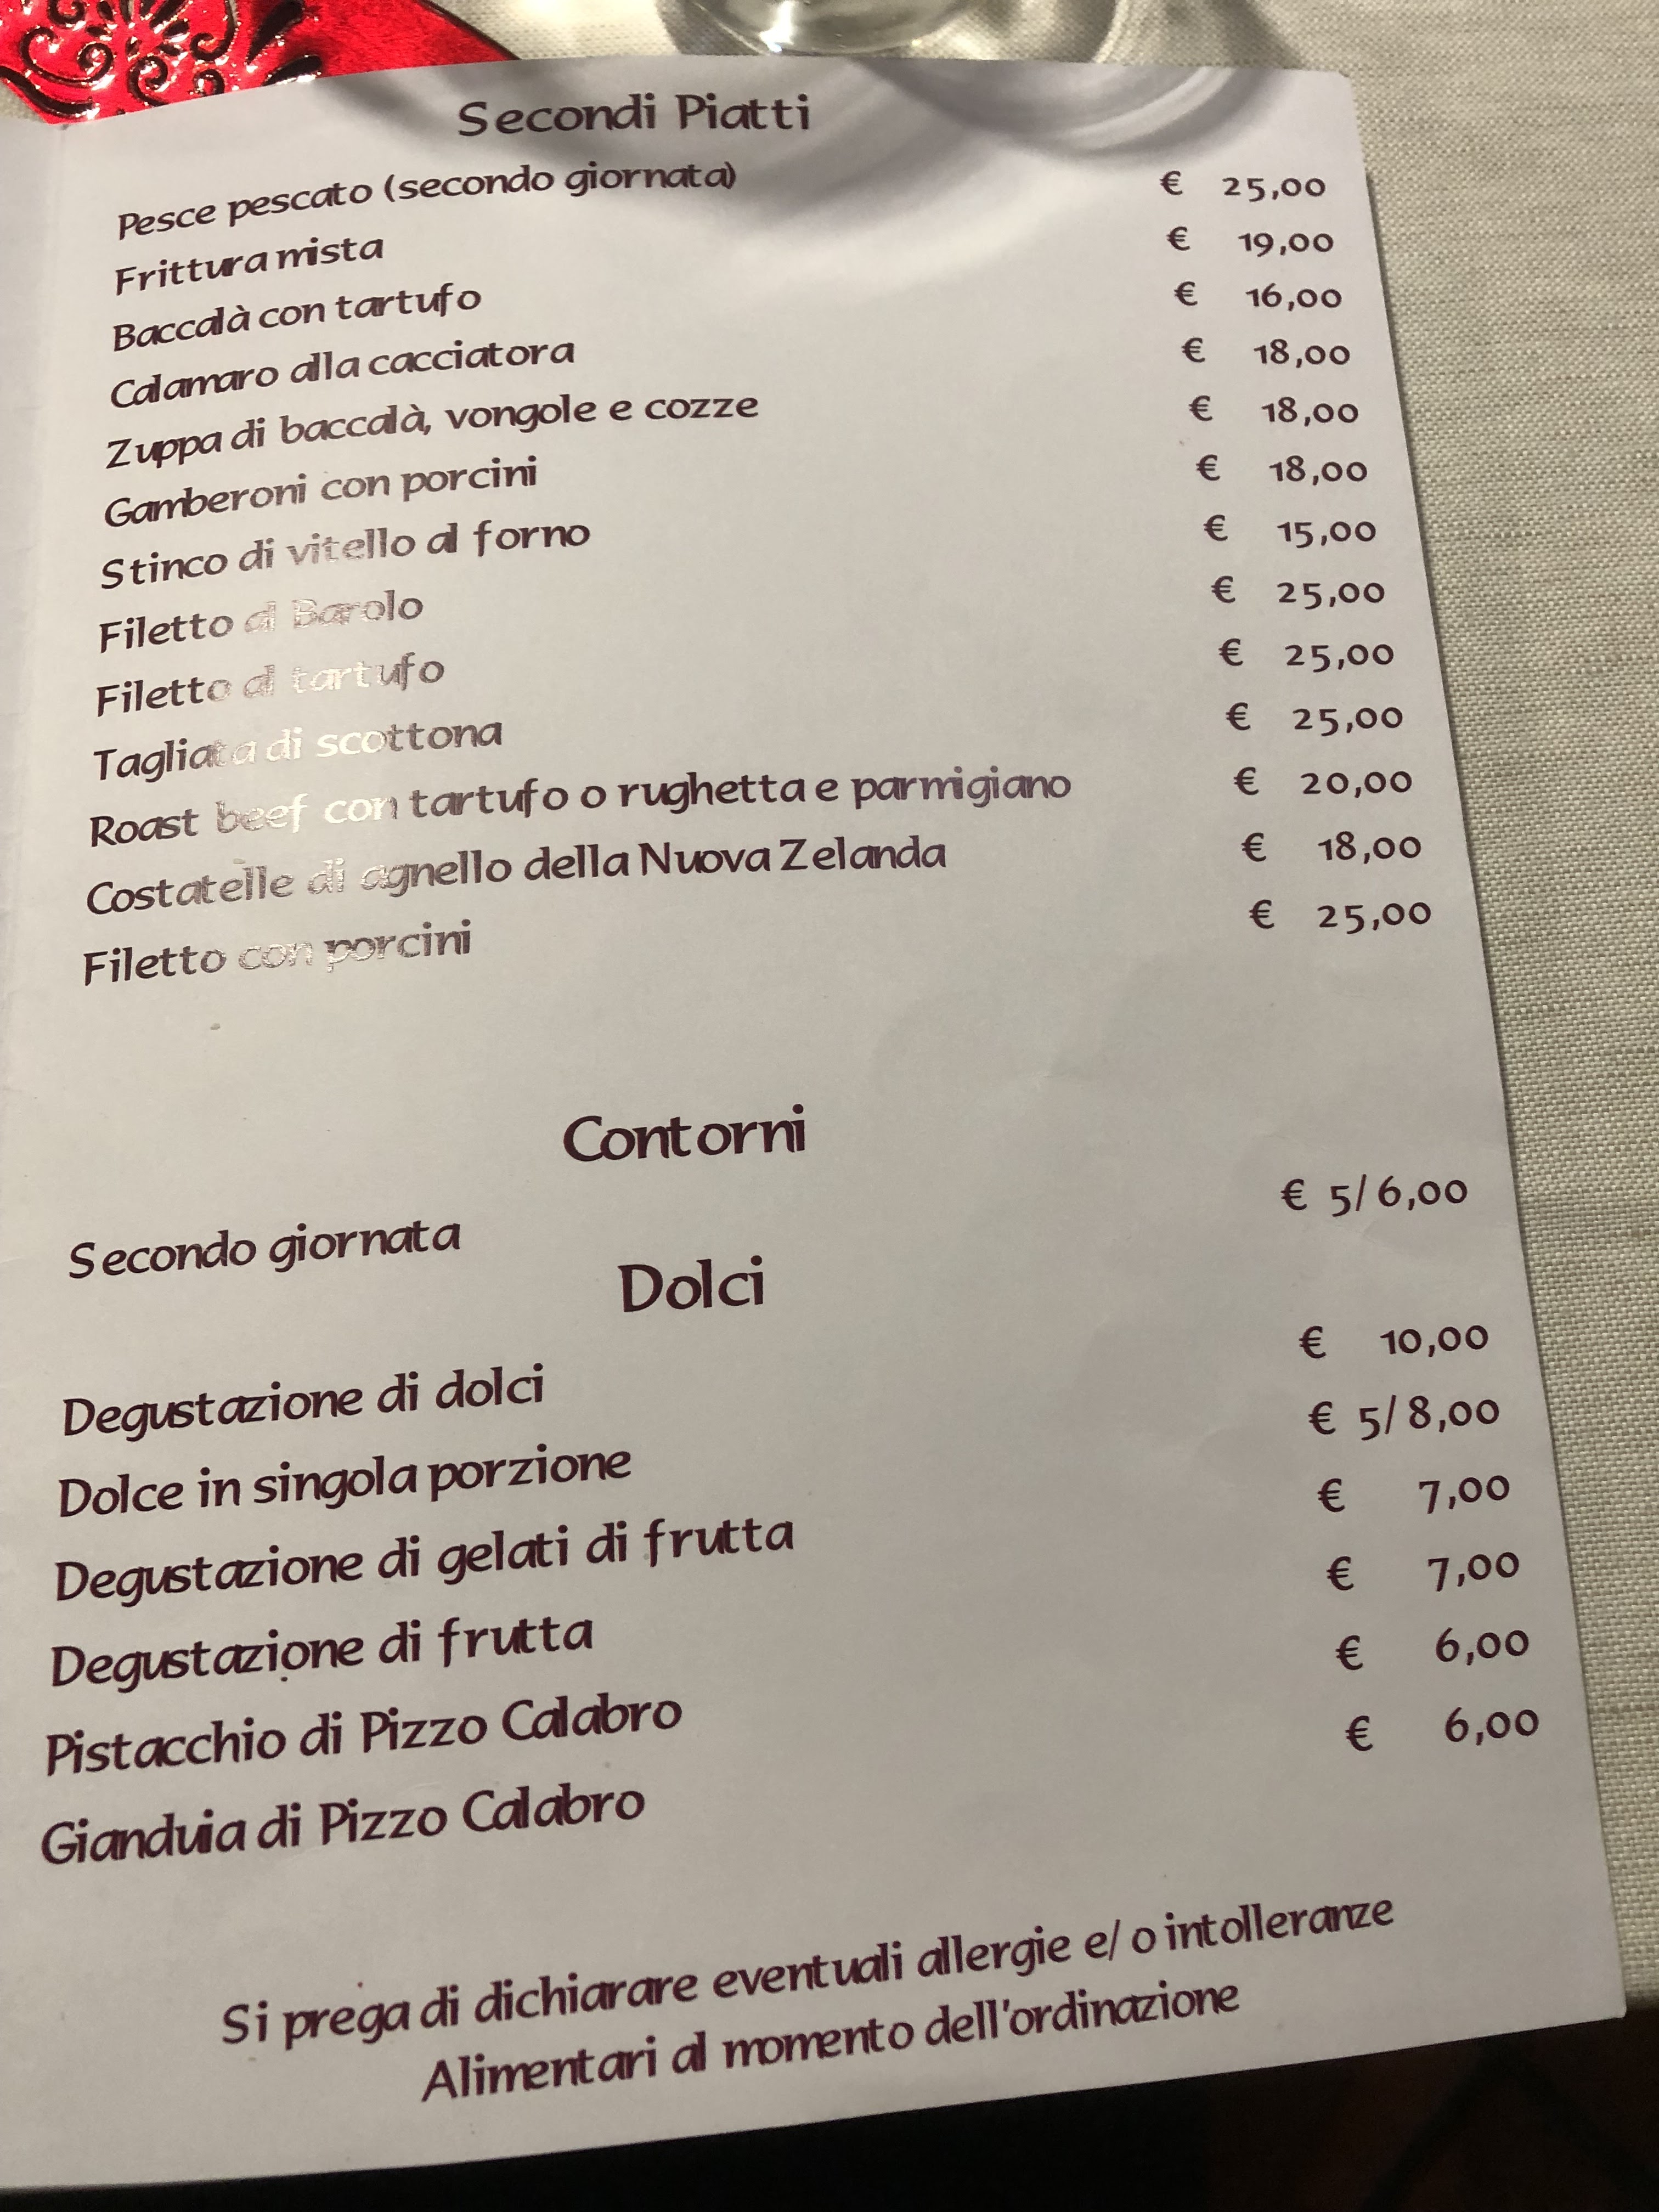 Secondi Piatti
Pesce pescato (secondo giornata) € 25,00
Frittura mista € 19,00
Baccalà con tartufo € 16,00
Calamaro alla cacciatora € 18,00
Zuppa di baccalà, vongole e cozze € 18,00
Gamberoni con porcini € 18,00
Stinco di vitello al forno € 15,00
Filetto al Barolo € 25,00
Filetto al tartufo € 25,00
Tagliata di scottona € 25,00
Roast beef con tartufo o rughetta e parmigiano € 20,00
Costatelle di agnello della Nuova Zelanda € 18,00
Filetto con porcini € 25,00
Contorni
Secondo giornata € 5/6,00
Dolci
Degustazione di dolci € 10,00
Dolce in singola porzione € 5/8,00
Degustazione di gelati di frutta € 7,00
Degustazione di frutta € 7,00
Pistacchio di Pizzo Calabro € 6,00
Gianduia di Pizzo Calabro € 6,00
Si prega di dichiarare eventuali allergie e/o intolleranze
Alimentari al momento dell'ordinazione